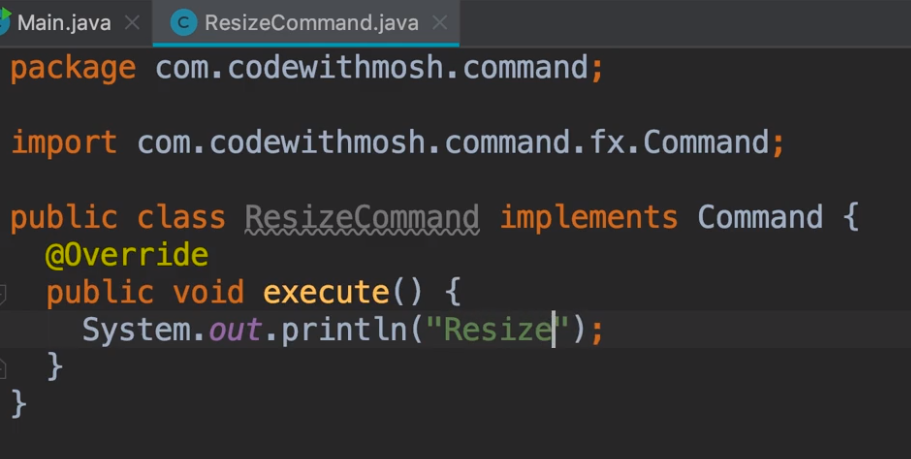 Main.java
ResizeCommand.java
package com.codewithmosh.command;
import com.codewithmosh.command.fx.Command;
public class ResizeCommand implements Command {
@Override
public void execute() {
System.out.println("Resize");
}
}